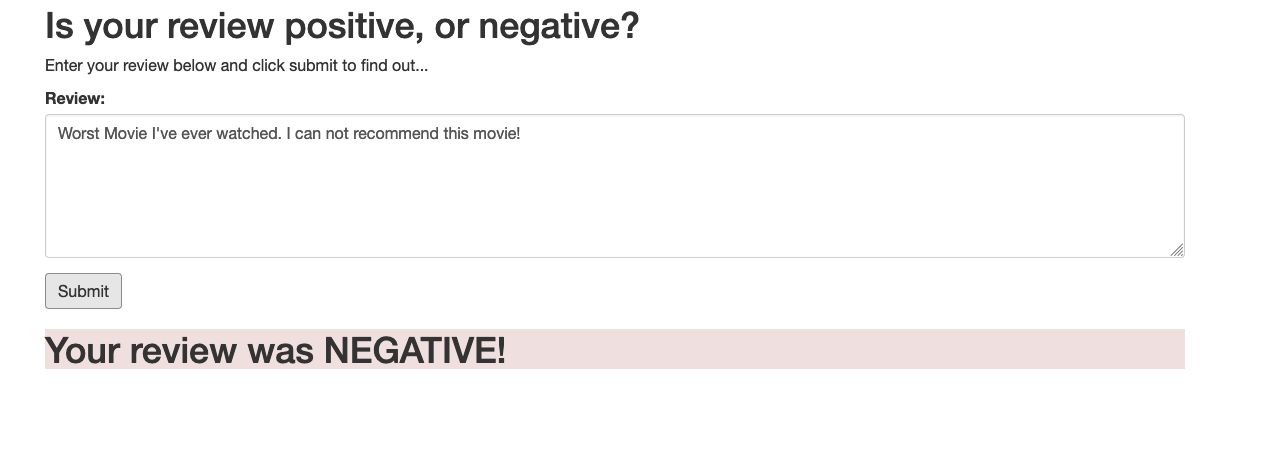 Is your review positive, or negative?
Enter your review below and click submit to find out...
Review:
Worst Movie I've ever watched. I can not recommend this movie!
Submit
Your review was NEGATIVE!